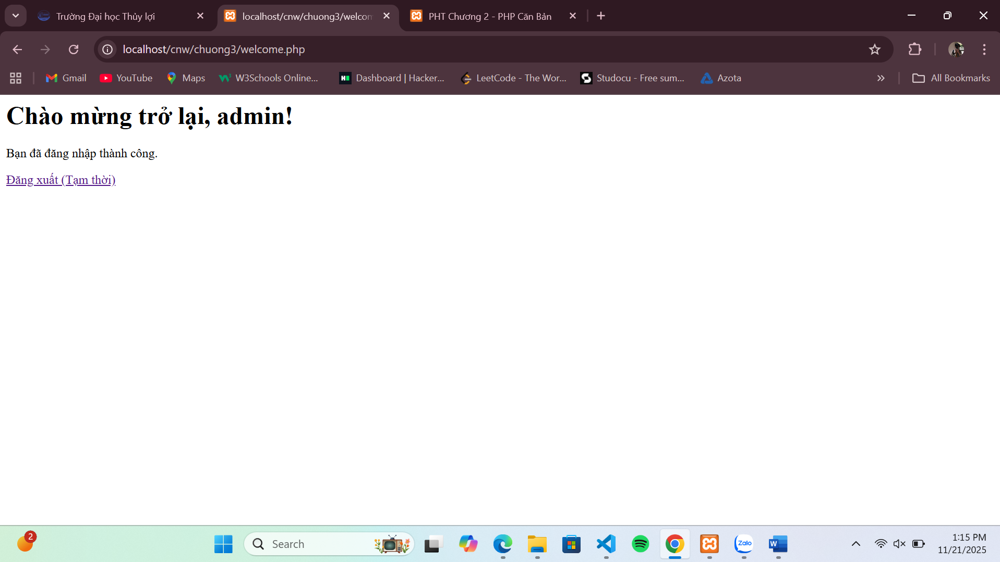 Trường Đại học Thủy lợi
localhost/cnw/chuong3/welcom
PHT Chương 2 - PHP Căn Bản
localhost/cnw/chuong3/welcome.php
Gmail
YouTube
Maps
W3Schools Online...
Dashboard | Hacker...
LeetCode - The Wor...
Studocu - Free sum...
Azota
All Bookmarks
Chào mừng trở lại, admin!
Bạn đã đăng nhập thành công.
Đăng xuất (Tạm thời)
2
Search
Zalo
W
1:15 PM
11/21/2025